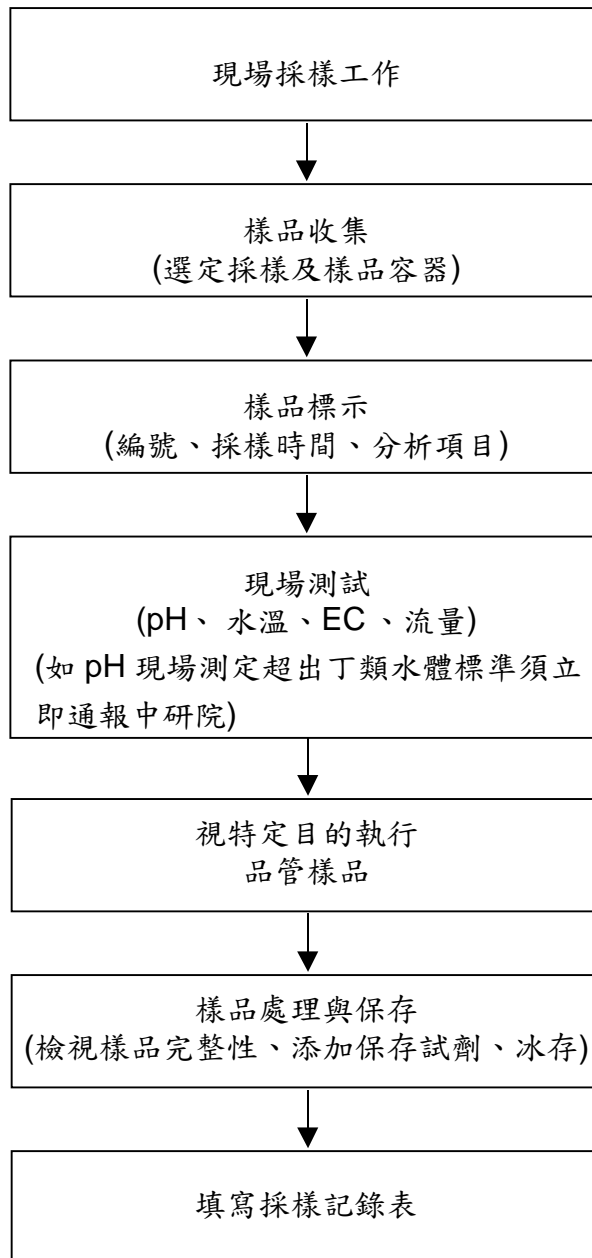 現場採樣工作
樣品收集
(選定採樣及樣品容器)
樣品標示
(編號、採樣時間、分析項目)
現場測試
(pH、 水溫、EC 、流量)
(如 pH 現場測定超出丁類水體標準須立
即通報中研院)
視特定目的執行
品管樣品
樣品處理與保存
(檢視樣品完整性、添加保存試劑、冰存)
填寫採樣記錄表